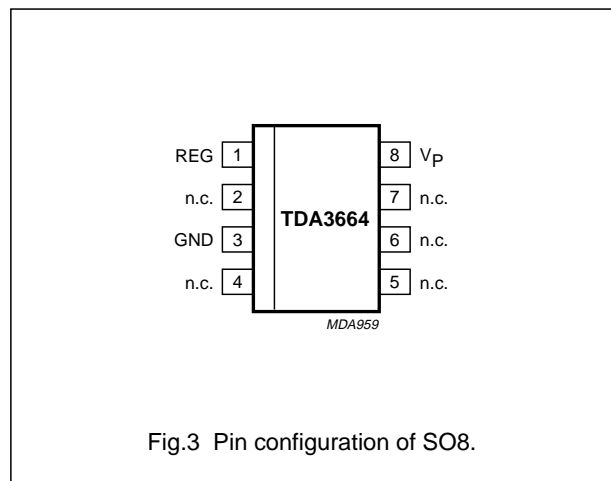 REG 1 8 VP
n.c. 2 7 n.c.
TDA3664
GND 3 6 n.c.
n.c. 4 5 n.c.
MDA959
Fig.3 Pin configuration of SO8.